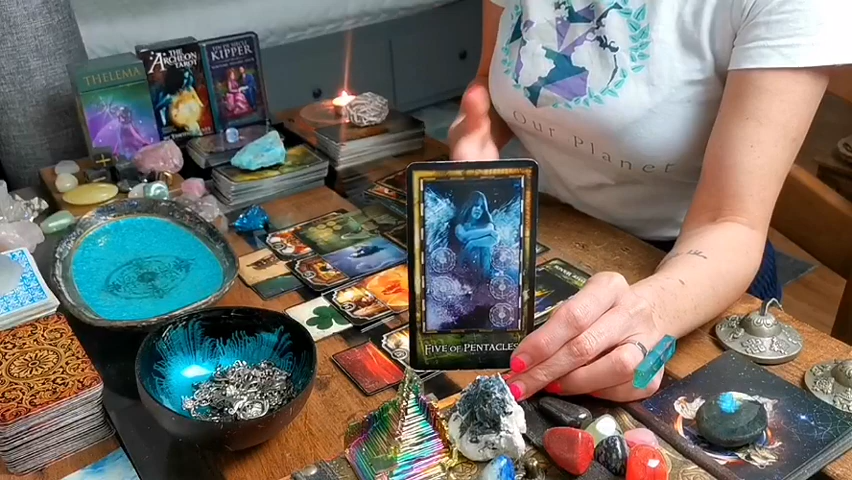 THELEMA
THE
ARCHEON
TAROT
KIPPER
Our Planet
FIVE OF PENTACLES